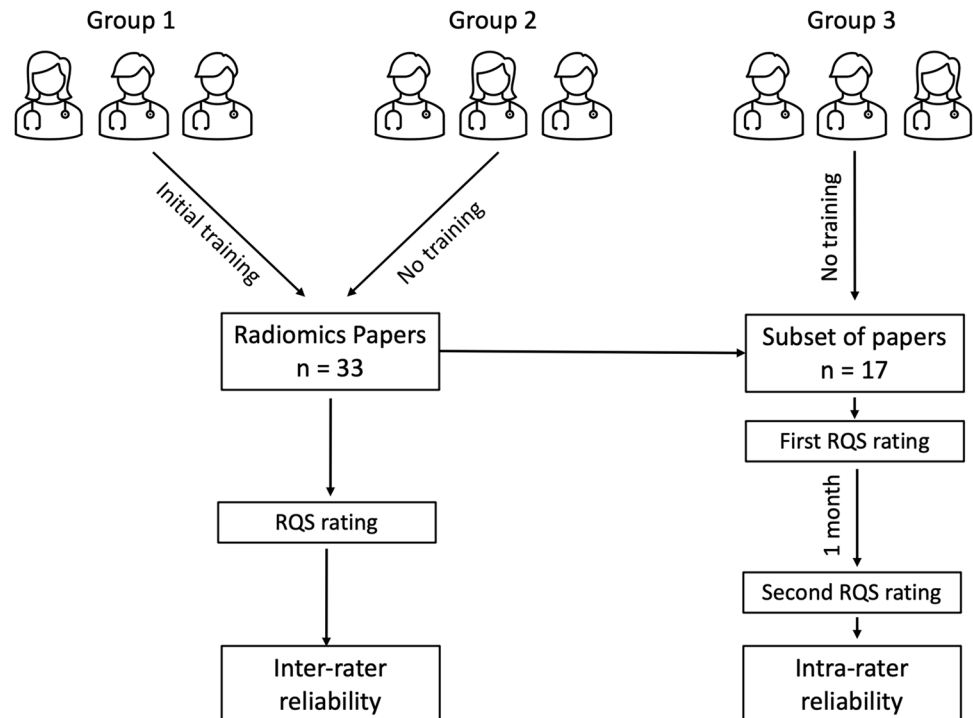 Group 1
Group 2
Group 3
Initial training
No training
No training
Radiomics Papers
n = 33
Subset of papers
n = 17
First RQS rating
RQS rating
1 month
Second RQS rating
Inter-rater
reliability
Intra-rater
reliability